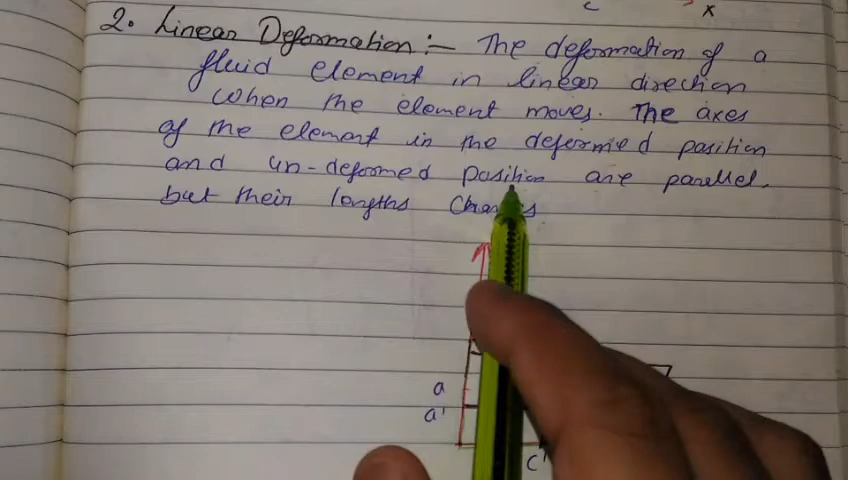 c x
2. Linear Deformation:- The deformation of a
fluid element in linear direction
when the element moves. The axes
of the element in the deformed position
and un-deformed position are parallel.
but their lengths
a
a'
c'